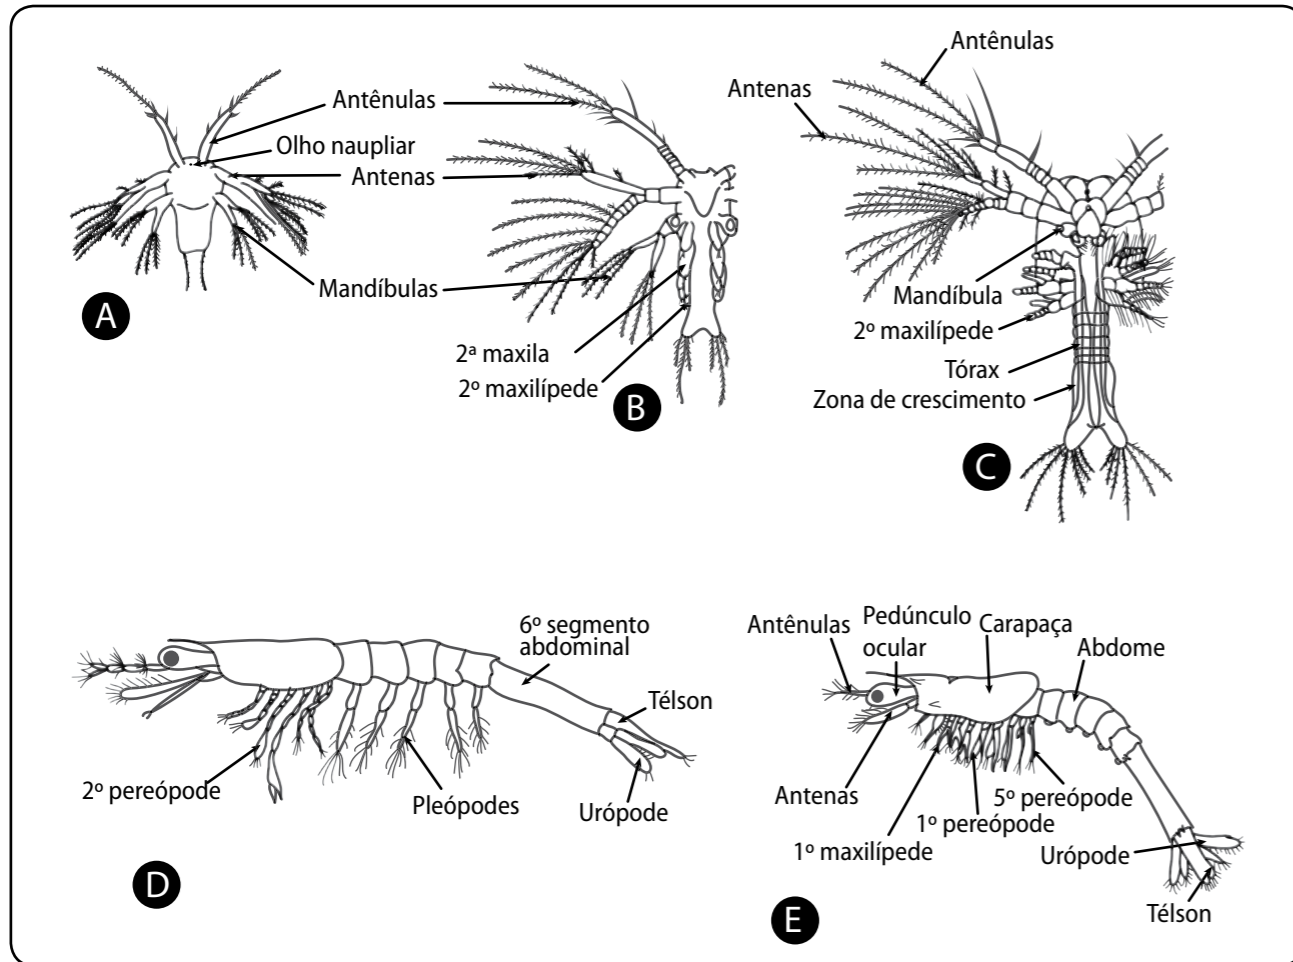 Antênulas
Olho naupliar
Antenas
Mandíbulas
2ª maxila
2º maxilípede
A
B
Antênulas
Antenas
Mandíbula
2º maxilípede
Tórax
Zona de crescimento
C
6º segmento
abdominal
Télson
2º pereópode
Pleópodes
Urópode
D
Antênulas
Pedúnculo
ocular
Carapaça
Abdome
Antenas
5º pereópode
1º pereópode
1º maxilípede
Urópode
Télson
E